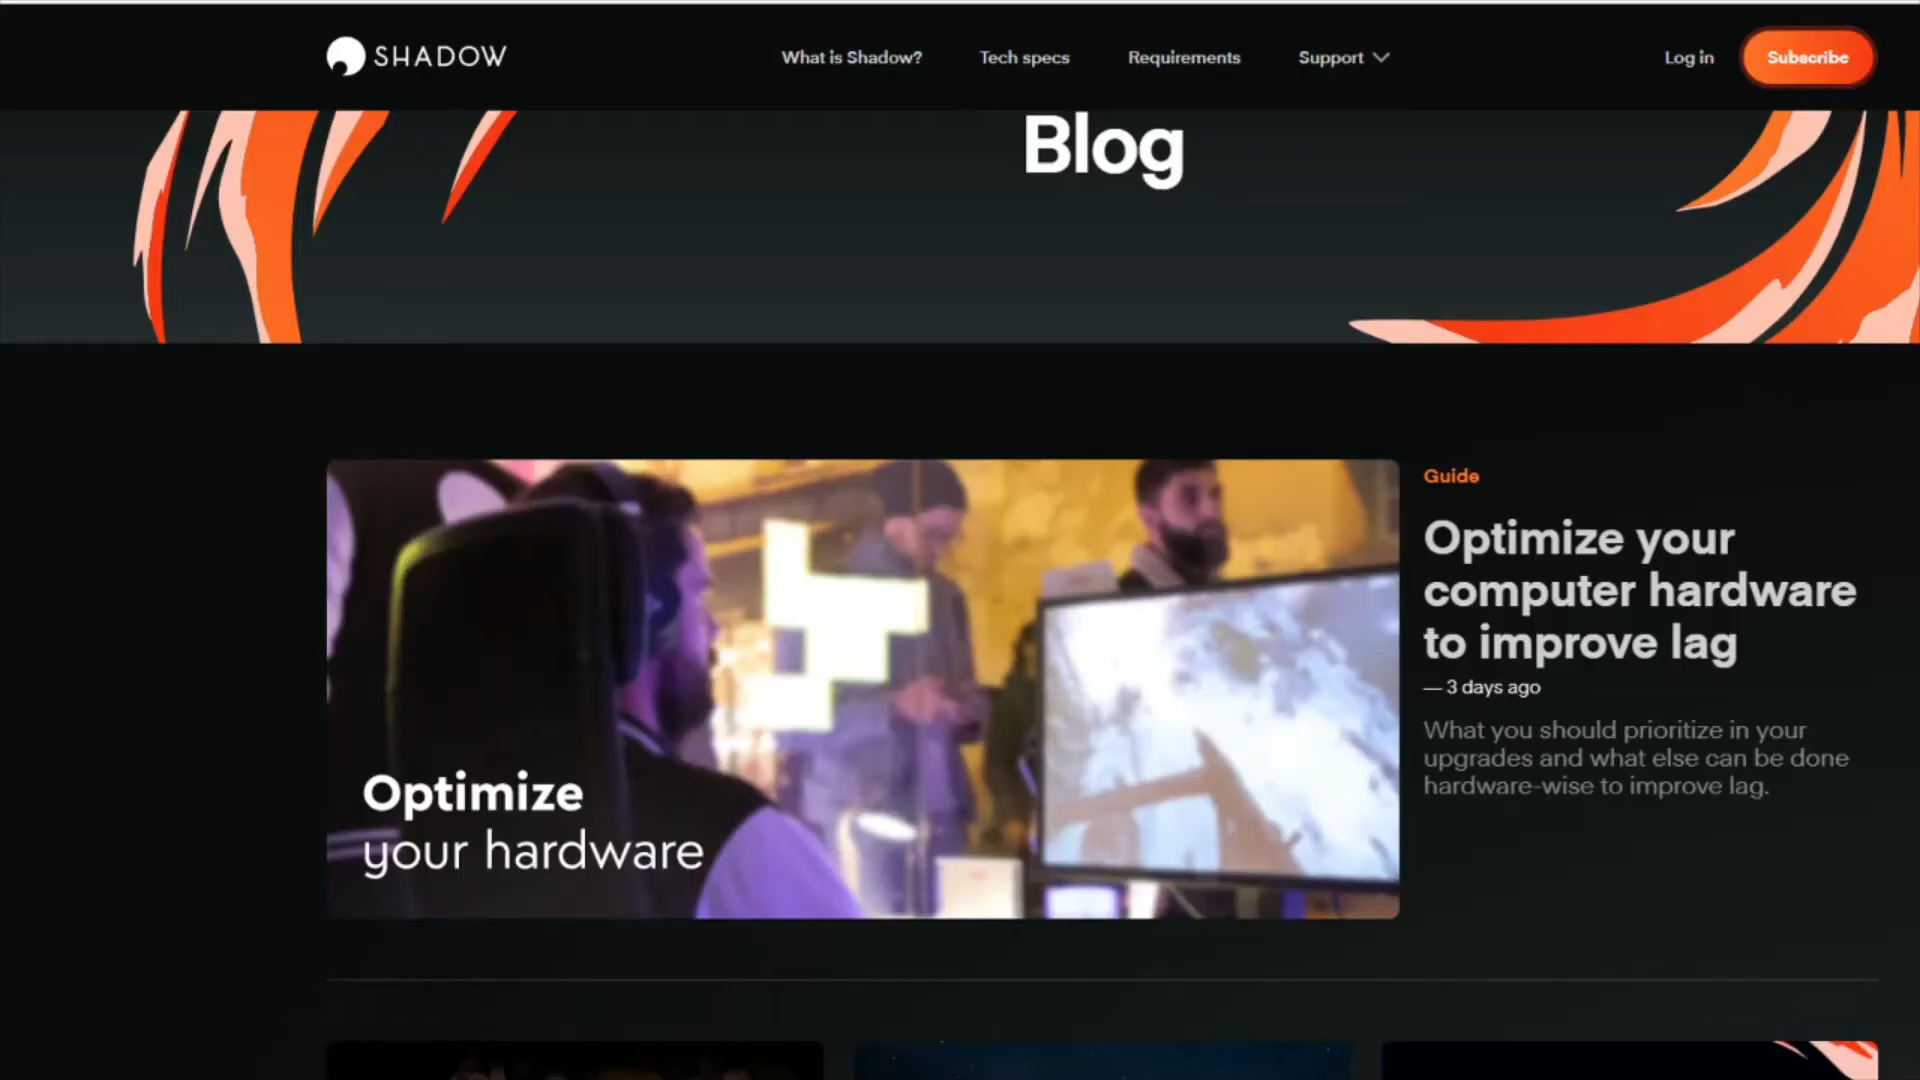 SHADOW
What is Shadow?
Tech specs
Requirements
Support
Log in
Subscribe
Blog
Optimize
your hardware
Guide
Optimize your
computer hardware
to improve lag
— 3 days ago
What you should prioritize in your
upgrades and what else can be done
hardware-wise to improve lag.